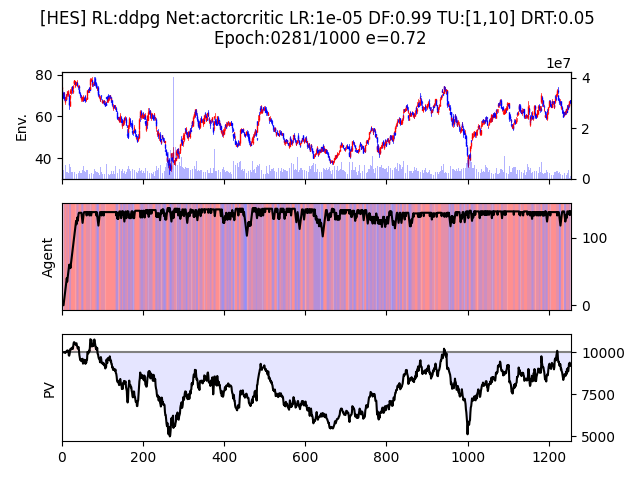 [HES] RL:ddpg Net:actorcritic LR:1e-05 DF:0.99 TU:[1,10] DRT:0.05
Epoch:0281/1000 e=0.72
1e7
80
60
40
Env.
4
2
0
Agent
100
0
PV
10000
7500
5000
0 200 400 600 800 1000 1200